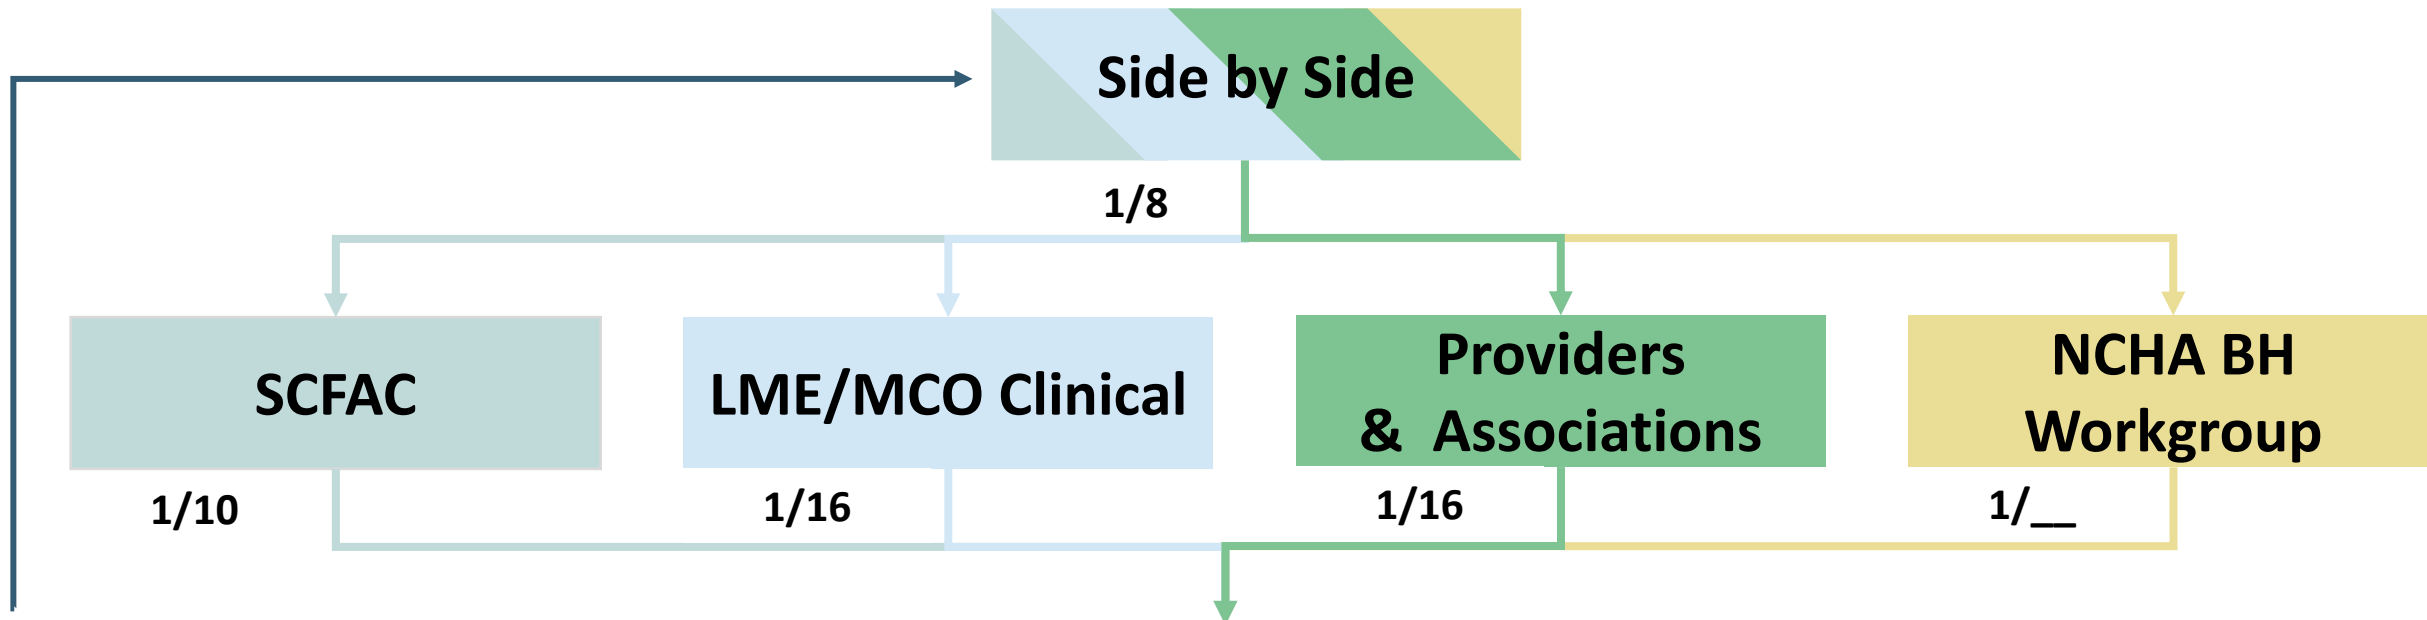 Side by Side
1/8
SCFAC
LME/MCO Clinical
Providers
& Associations
NCHA BH
Workgroup
1/10
1/16
1/16
1/__